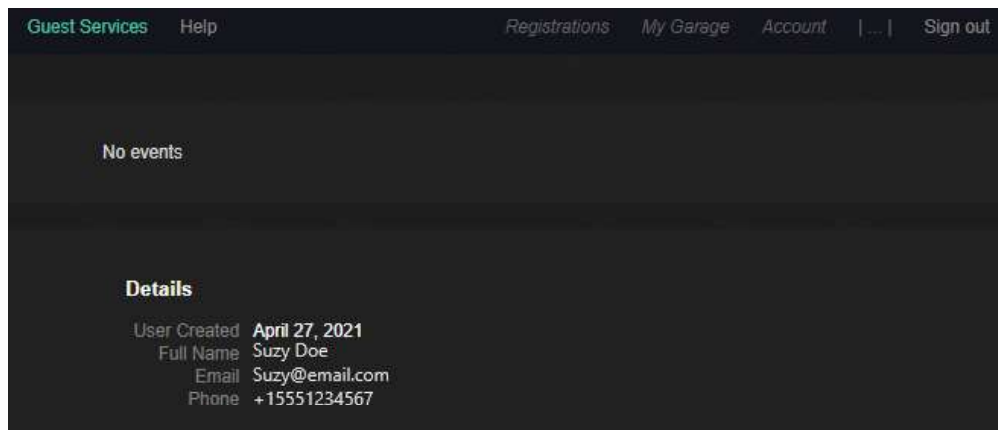 Guest Services Help Registrations My Garage Account | ... | Sign out
No events
Details
User Created April 27, 2021
Full Name Suzy Doe
Email Suzy@email.com
Phone +15551234567